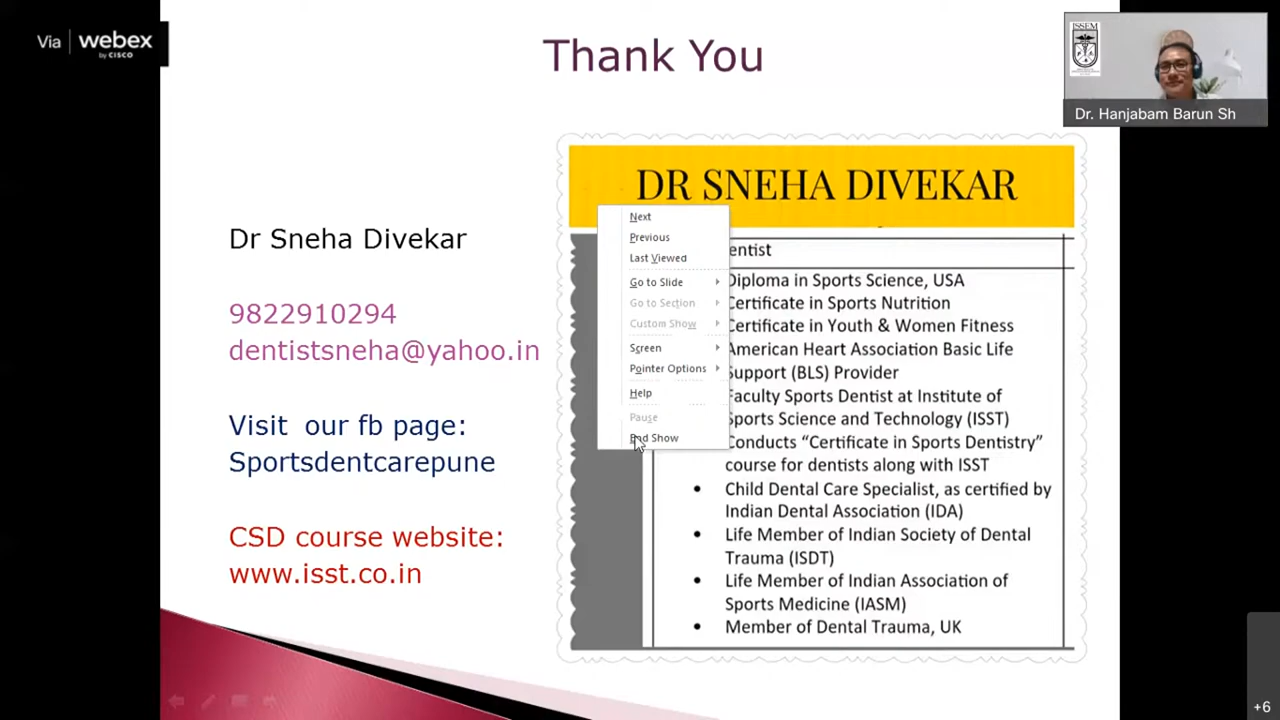 Via webex
by CISCO
Thank You
ISSEM
Dr. Hanjabam Barun Sh
DR SNEHA DIVEKAR
Dr Sneha Divekar
9822910294
dentistsneha@yahoo.in
Visit our fb page:
Sportsdentcarepune
CSD course website:
www.isst.co.in
Next
Previous
Last Viewed
Go to Slide
Go to Section
Custom Show
Screen
Pointer Options
Help
Pause
End Show
entist
Diploma in Sports Science, USA
Certificate in Sports Nutrition
Certificate in Youth & Women Fitness
American Heart Association Basic Life
Support (BLS) Provider
Faculty Sports Dentist at Institute of
Sports Science and Technology (ISST)
Conducts “Certificate in Sports Dentistry”
course for dentists along with ISST
• Child Dental Care Specialist, as certified by
Indian Dental Association (IDA)
• Life Member of Indian Society of Dental
Trauma (ISDT)
• Life Member of Indian Association of
Sports Medicine (IASM)
• Member of Dental Trauma, UK
+6